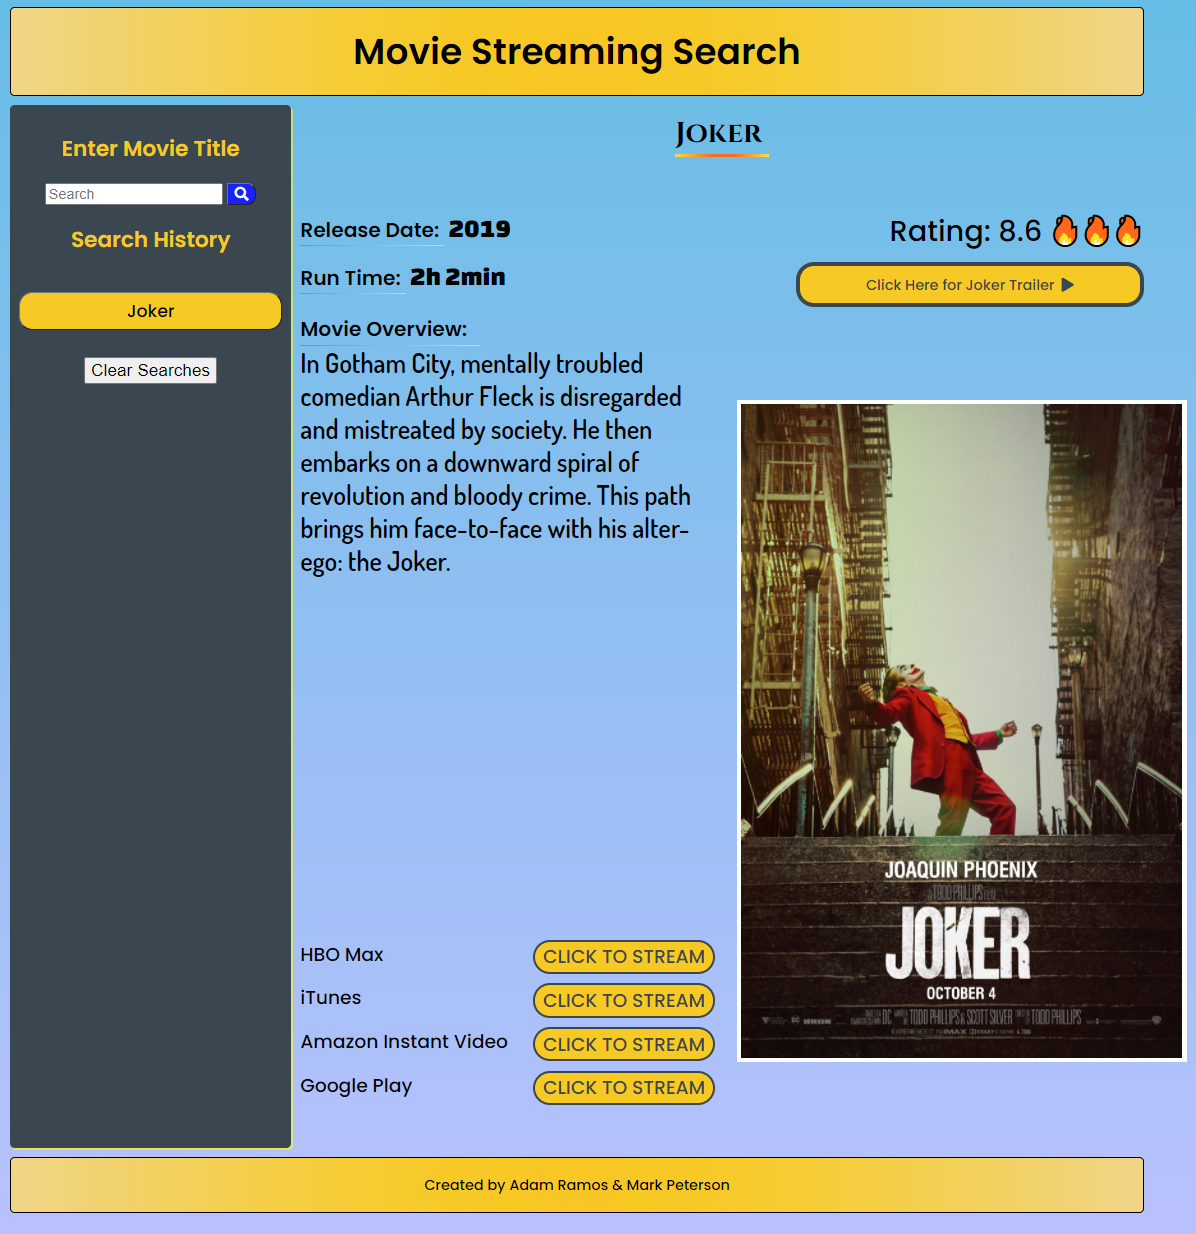 Movie Streaming Search
Enter Movie Title
Search
Search History
Joker
Clear Searches
Joker
Release Date: 2019
Run Time: 2h 2min
Movie Overview:
In Gotham City, mentally troubled
comedian Arthur Fleck is disregarded
and mistreated by society. He then
embarks on a downward spiral of
revolution and bloody crime. This path
brings him face-to-face with his alter-
ego: the Joker.
Rating: 8.6
Click Here for Joker Trailer
JOAQUIN PHOENIX
A TODD PHILLIPS FILM
JOKER
OCTOBER 4
DC TODD PHILLIPS & SCOTT SILVER TODD PHILLIPS
EXPERIENCE IT IN IMAX
HBO Max CLICK TO STREAM
iTunes CLICK TO STREAM
Amazon Instant Video CLICK TO STREAM
Google Play CLICK TO STREAM
Created by Adam Ramos & Mark Peterson